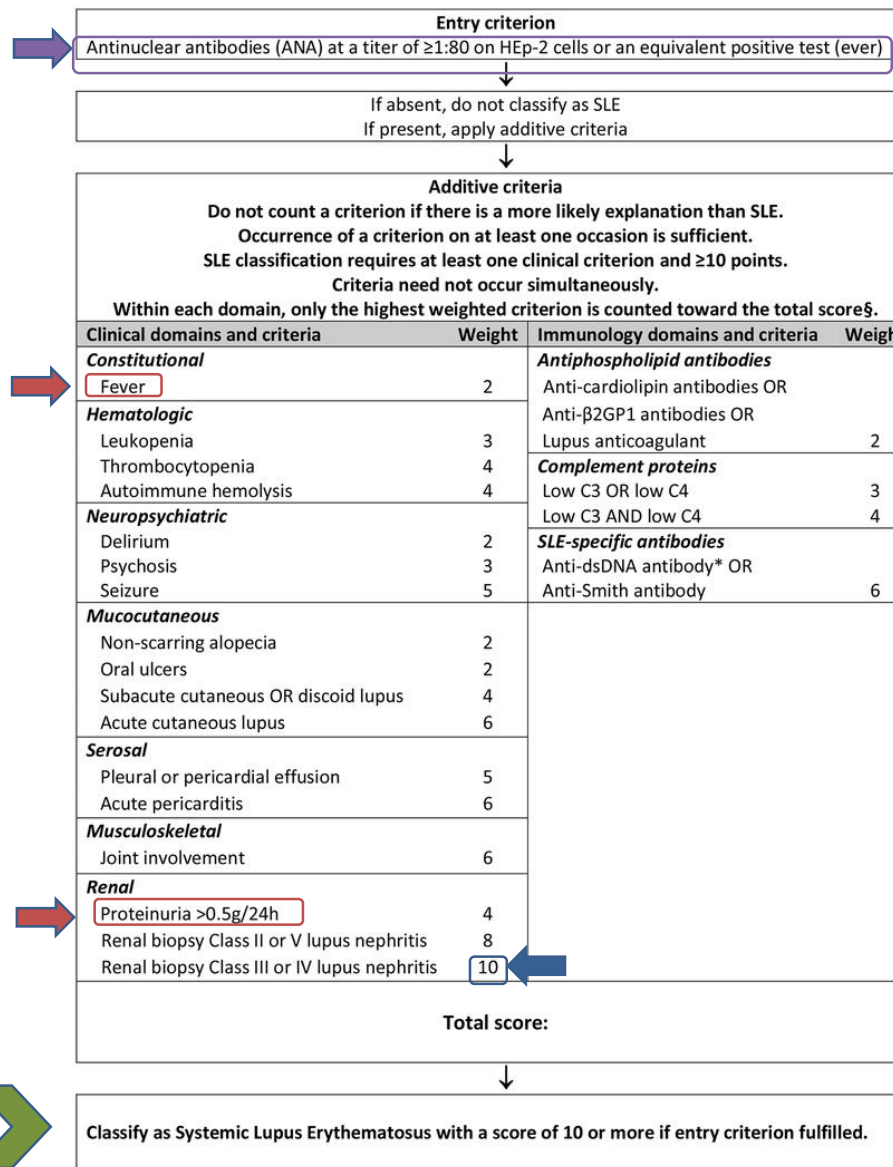 Entry criterion
Antinuclear antibodies (ANA) at a titer of ≥1:80 on HEp-2 cells or an equivalent positive test (ever)
↓
If absent, do not classify as SLE
If present, apply additive criteria
↓
Additive criteria
Do not count a criterion if there is a more likely explanation than SLE.
Occurrence of a criterion on at least one occasion is sufficient.
SLE classification requires at least one clinical criterion and ≥10 points.
Criteria need not occur simultaneously.
Within each domain, only the highest weighted criterion is counted toward the total score§.
Clinical domains and criteria Weight Immunology domains and criteria Weigh
Constitutional Antiphospholipid antibodies
Fever 2 Anti-cardiolipin antibodies OR
Hematologic Anti-β2GP1 antibodies OR
Leukopenia 3 Lupus anticoagulant 2
Thrombocytopenia 4 Complement proteins
Autoimmune hemolysis 4 Low C3 OR low C4 3
Neuropsychiatric Low C3 AND low C4 4
Delirium 2 SLE-specific antibodies
Psychosis 3 Anti-dsDNA antibody* OR
Seizure 5 Anti-Smith antibody 6
Mucocutaneous
Non-scarring alopecia 2
Oral ulcers 2
Subacute cutaneous OR discoid lupus 4
Acute cutaneous lupus 6
Serosal
Pleural or pericardial effusion 5
Acute pericarditis 6
Musculoskeletal
Joint involvement 6
Renal
Proteinuria >0.5g/24h 4
Renal biopsy Class II or V lupus nephritis 8
Renal biopsy Class III or IV lupus nephritis 10
Total score:
↓
Classify as Systemic Lupus Erythematosus with a score of 10 or more if entry criterion fulfilled.